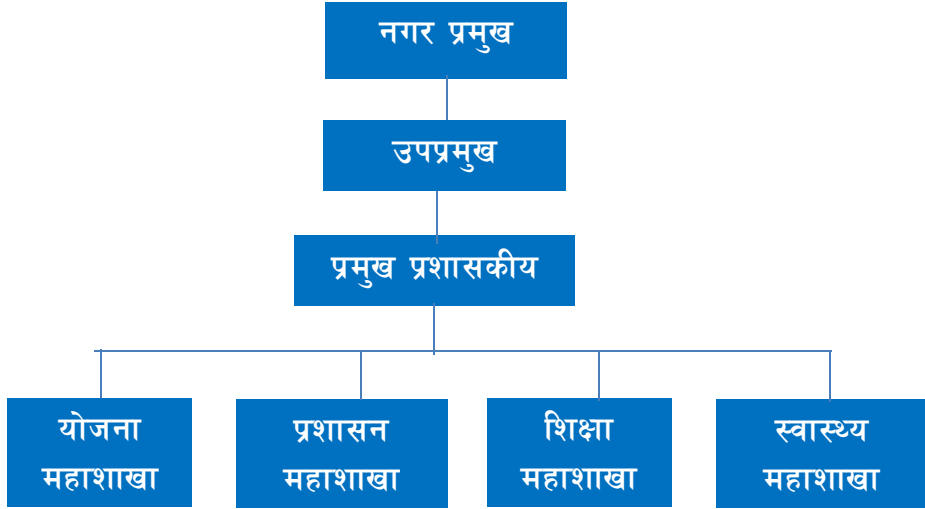 नगर प्रमुख
उपप्रमुख
प्रमुख प्रशासकीय
योजना
महाशाखा
प्रशासन
महाशाखा
शिक्षा
महाशाखा
स्वास्थ्य
महाशाखा